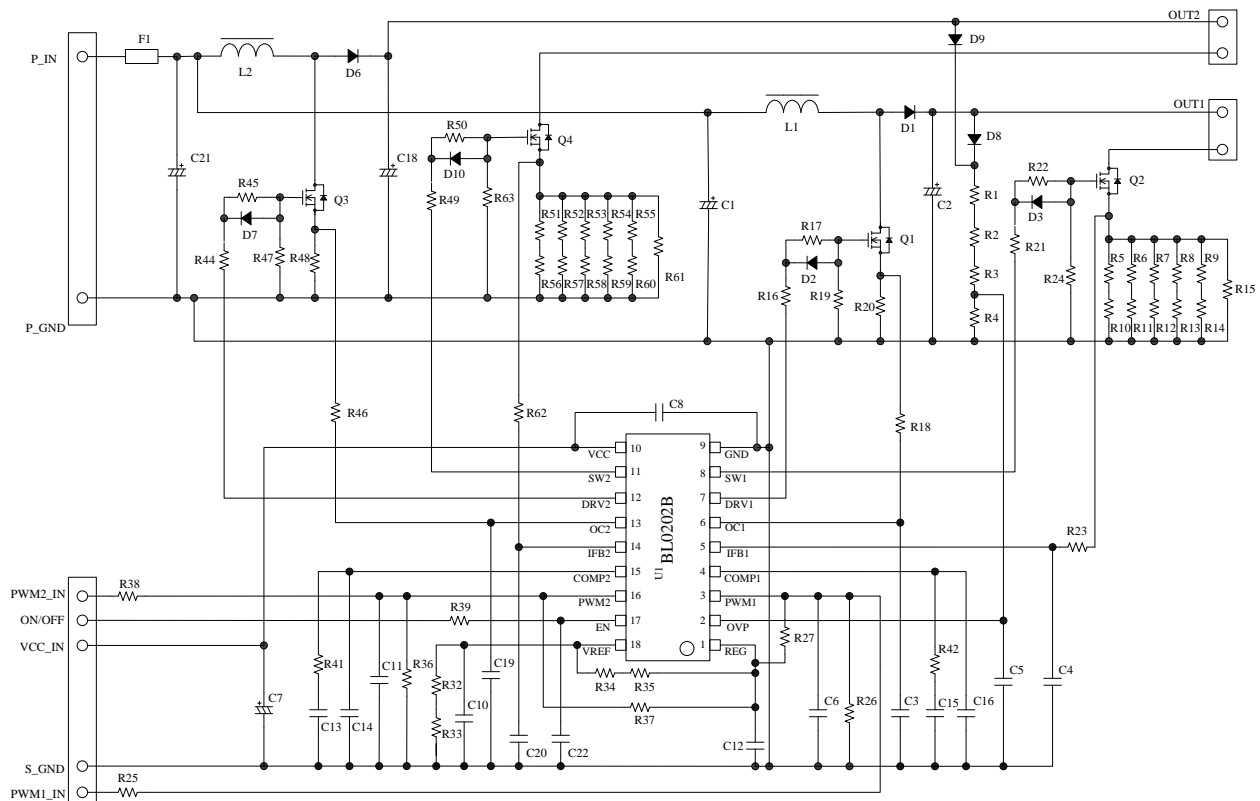 OUT2
F1
D9
P_IN
L2
D6
OUT1
L1
D1
R50
Q4
D8
C21
D10
C18
R22
R45
Q3
R49
R63
R1
D3
Q2
D7
C1
C2
R51 R52 R53 R54 R55
R17
Q1
R2
R21
R44
R47
R48
R61
D2
R3
R24
R5 R6 R7 R8 R9
R56 R57 R58 R59 R60
R16
R19
R20
R15
R4
P_GND
R10 R11 R12 R13 R14
C8
R46
R62
R18
VCC 10 9 GND
SW2 11 8 SW1
DRV2 12 7 DRV1
OC2 13 6 OC1
R23
IFB2 14 5 IFB1
U1
BL0202B
COMP2 15 4 COMP1
R38
PWM2_IN
PWM2 16 3 PWM1
ON/OFF
R39
EN 17 2 OVP
VCC_IN
VREF 18 1 REG
R27
R41
C11
R36
C19
R42
C5
C4
R32
R34
R35
C7
C10
R37
C6
R26
C3
C15
C16
C13
C14
R33
C20
C22
C12
S_GND
R25
PWM1_IN